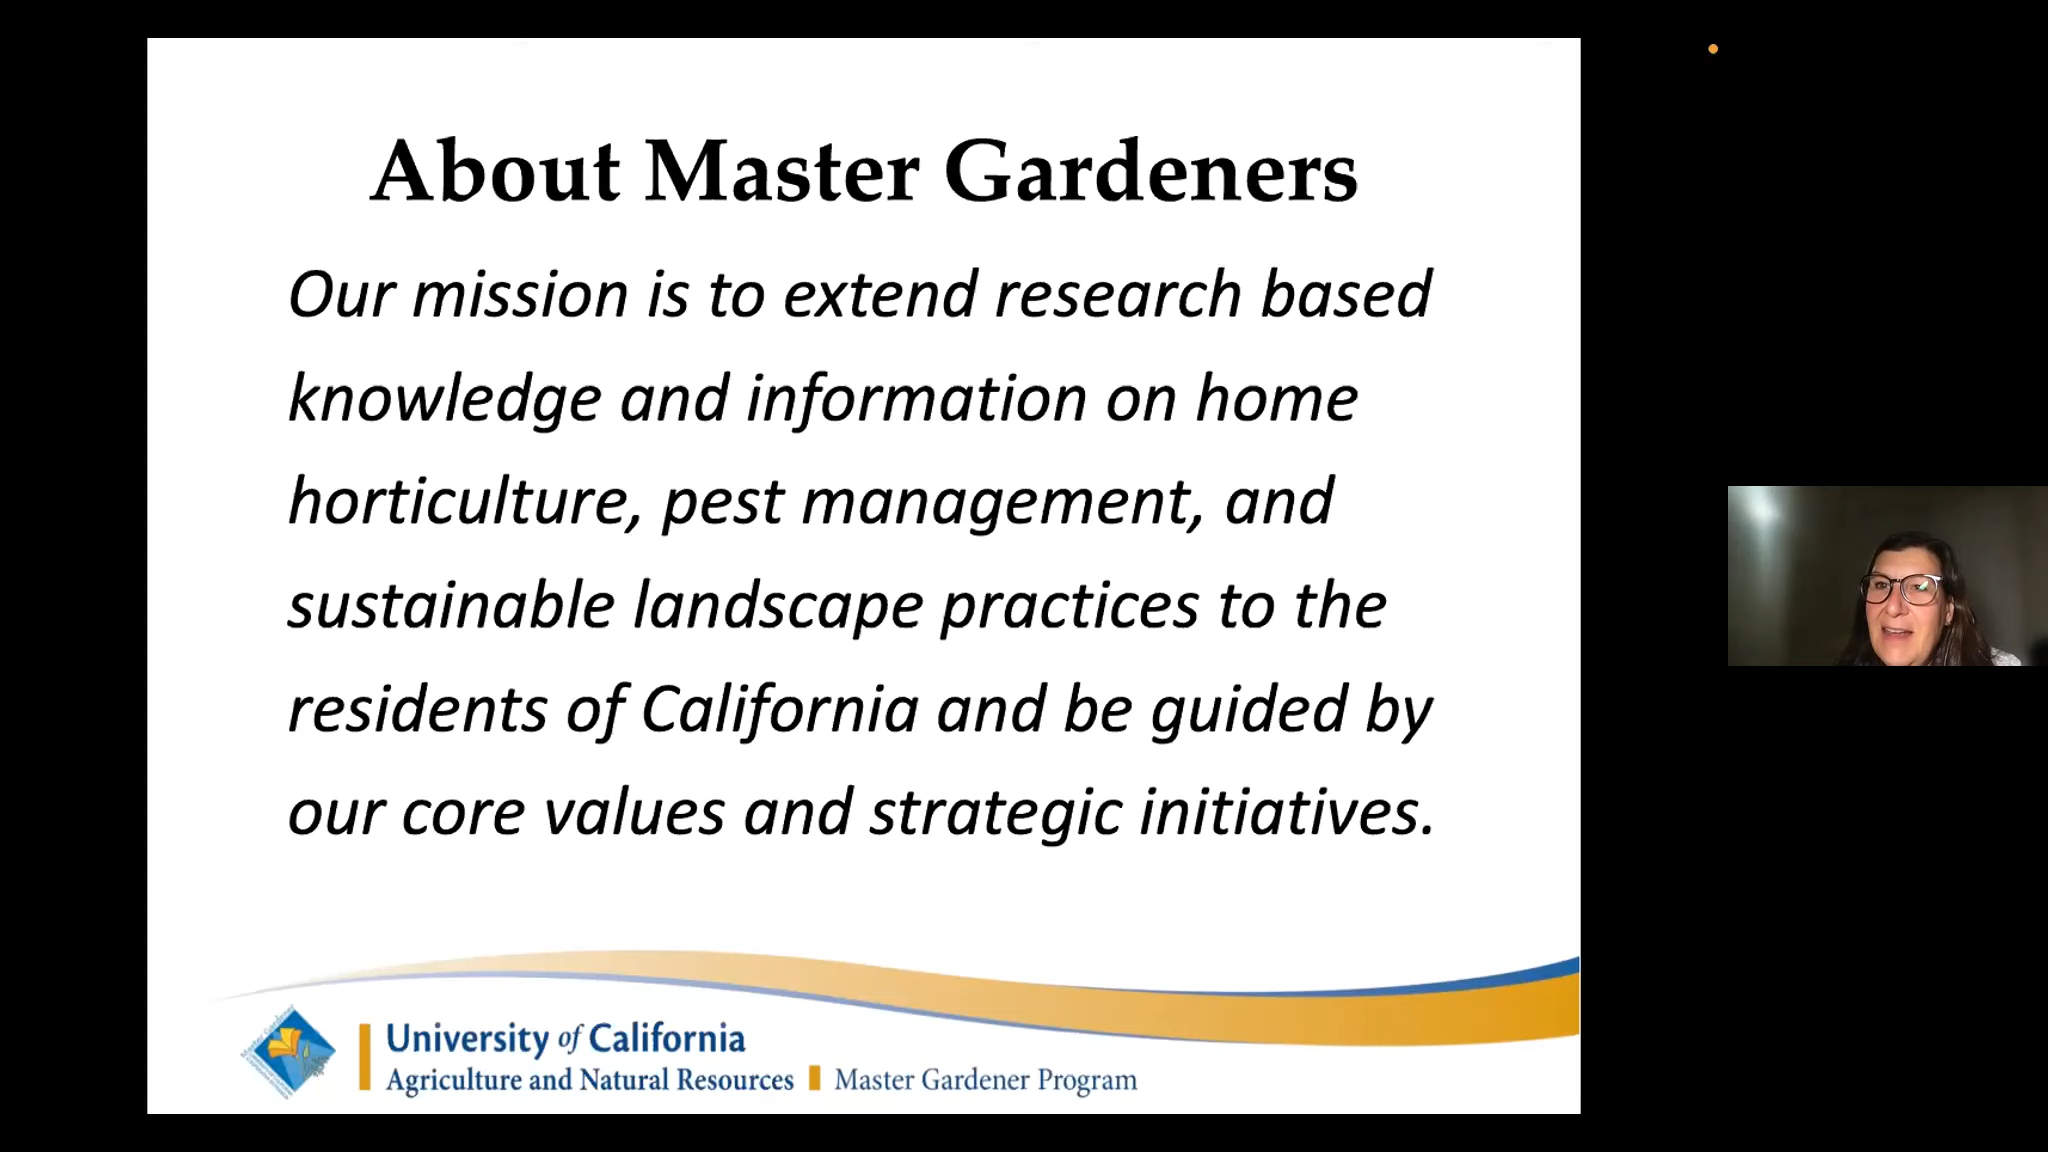 About Master Gardeners
Our mission is to extend research based
knowledge and information on home
horticulture, pest management, and
sustainable landscape practices to the
residents of California and be guided by
our core values and strategic initiatives.
University of California
Agriculture and Natural Resources Master Gardener Program
Master Gardener